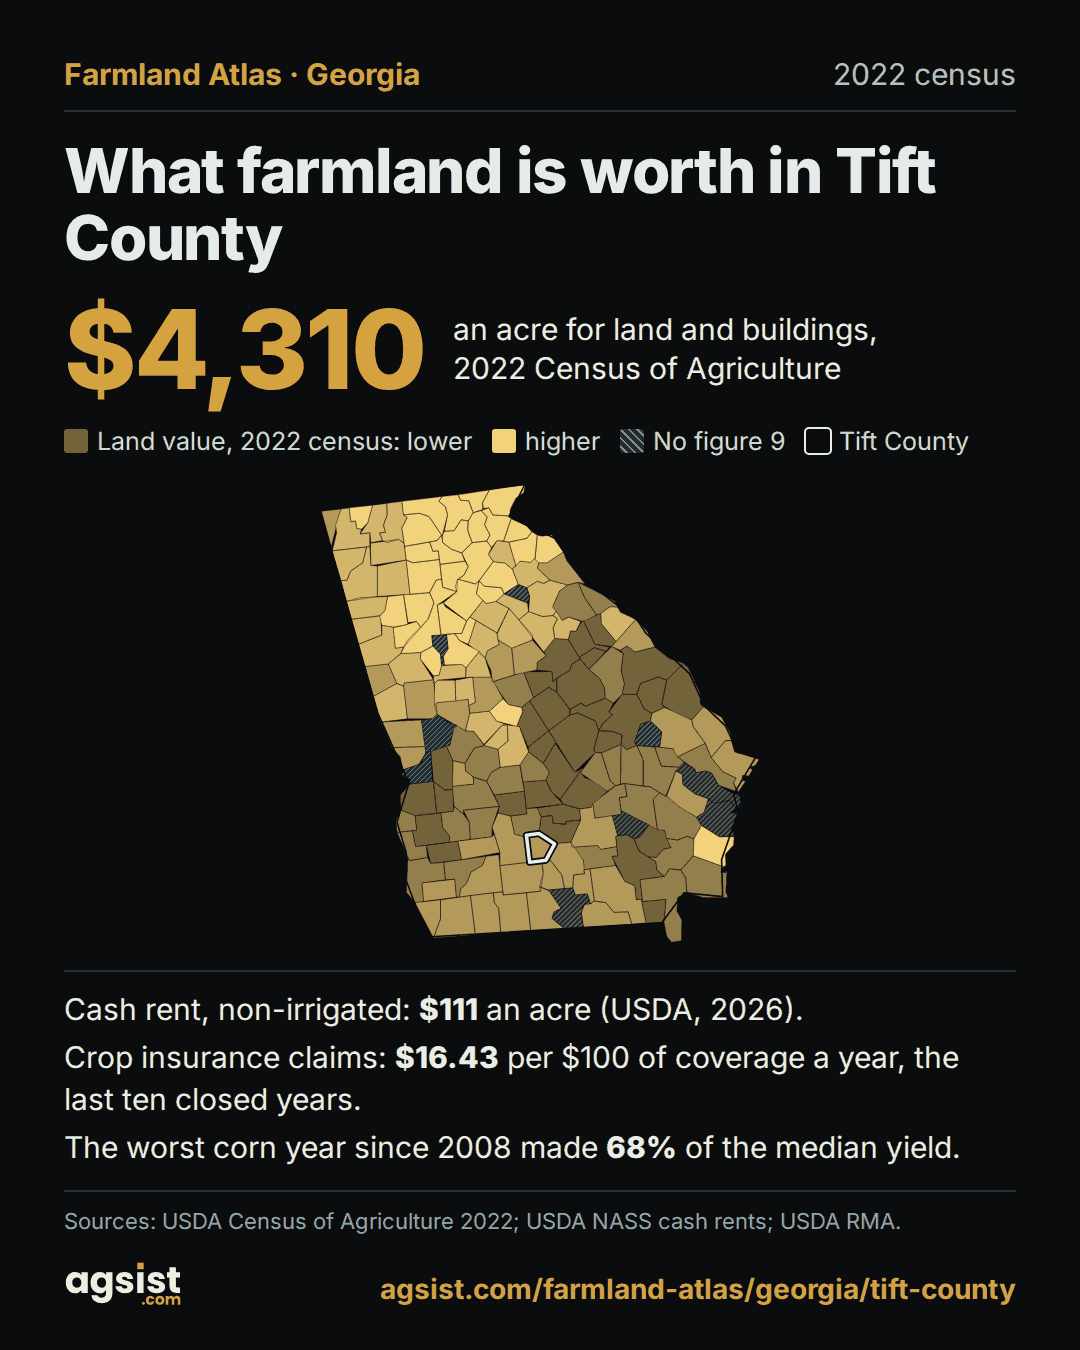 Farmland Atlas · Georgia
2022 census
What farmland is worth in Tift
County
$4,310
an acre for land and buildings,
2022 Census of Agriculture
Land value, 2022 census: lower
higher
No figure 9
Tift County
Cash rent, non-irrigated: $111 an acre (USDA, 2026).
Crop insurance claims: $16.43 per $100 of coverage a year, the
last ten closed years.
The worst corn year since 2008 made 68% of the median yield.
Sources: USDA Census of Agriculture 2022; USDA NASS cash rents; USDA RMA.
agsist
.com
agsist.com/farmland-atlas/georgia/tift-county